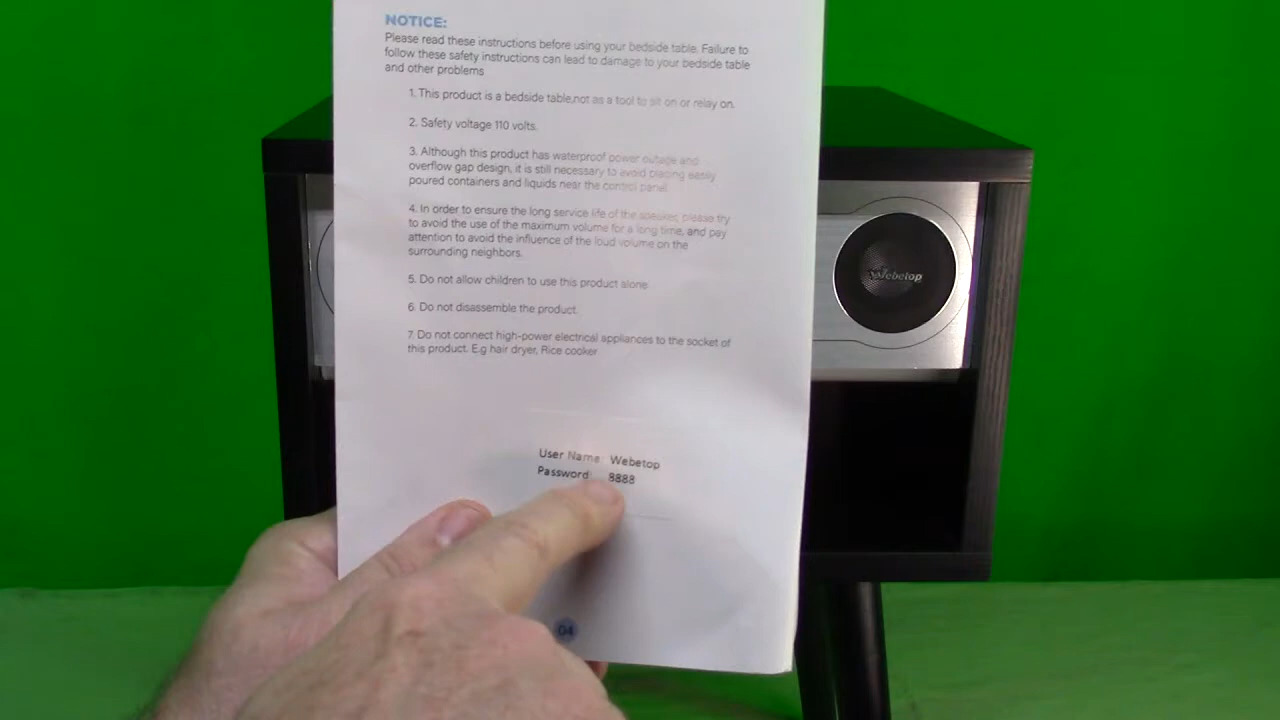 NOTICE:
Please read these instructions before using your bedside table. Failure to
follow these safety instructions can lead to damage to your bedside table
and other problems
1. This product is a bedside table,not as a tool to sit on or relay on.
2. Safety voltage 110 volts.
3. Although this product has waterproof power outage and
overflow gap design, it is still necessary to avoid placing easily
poured containers and liquids near the control panel
4. In order to ensure the long service life of the speaker, please try
to avoid the use of the maximum volume for a long time, and pay
attention to avoid the influence of the loud volume on the
surrounding neighbors.
5. Do not allow children to use this product alone
6. Do not disassemble the product.
7. Do not connect high-power electrical appliances to the socket of
this product. E.g hair dryer, Rice cooker
User Name: Webetop
Password: 8888
04
Webetop